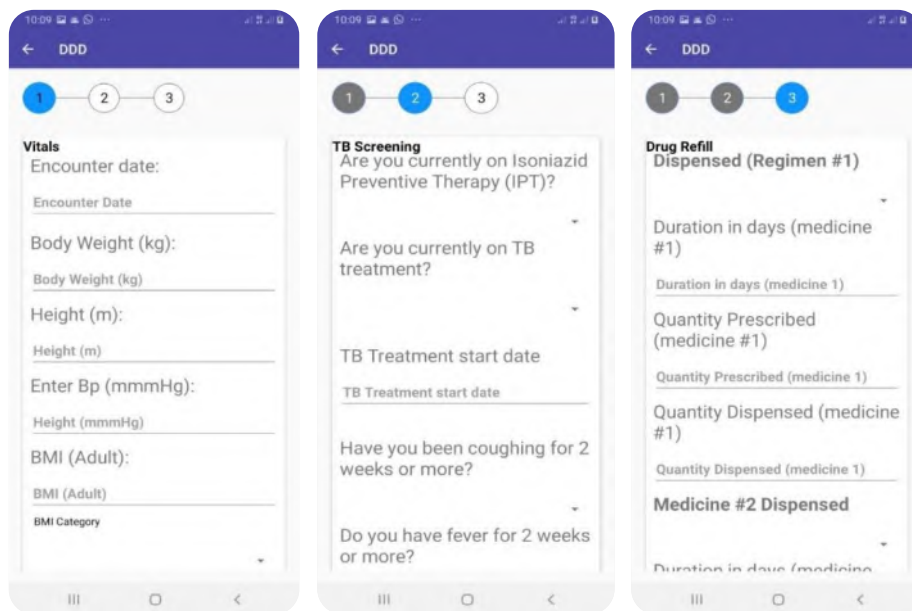 10:09
DDD
1 2 3
Vitals
Encounter date:
Encounter Date
Body Weight (kg):
Body Weight (kg)
Height (m):
Height (m)
Enter Bp (mmmHg):
Height (mmmHg)
BMI (Adult):
BMI (Adult)
BMI Category
10:09
DDD
1 2 3
TB Screening
Are you currently on Isoniazid
Preventive Therapy (IPT)?
Are you currently on TB
treatment?
TB Treatment start date
TB Treatment start date
Have you been coughing for 2
weeks or more?
Do you have fever for 2 weeks
or more?
10:09
DDD
1 2 3
Drug Refill
Dispensed (Regimen #1)
Duration in days (medicine
#1)
Duration in days (medicine 1)
Quantity Prescribed
(medicine #1)
Quantity Prescribed (medicine 1)
Quantity Dispensed (medicine
#1)
Quantity Dispensed (medicine 1)
Medicine #2 Dispensed
Duration in days (medicine